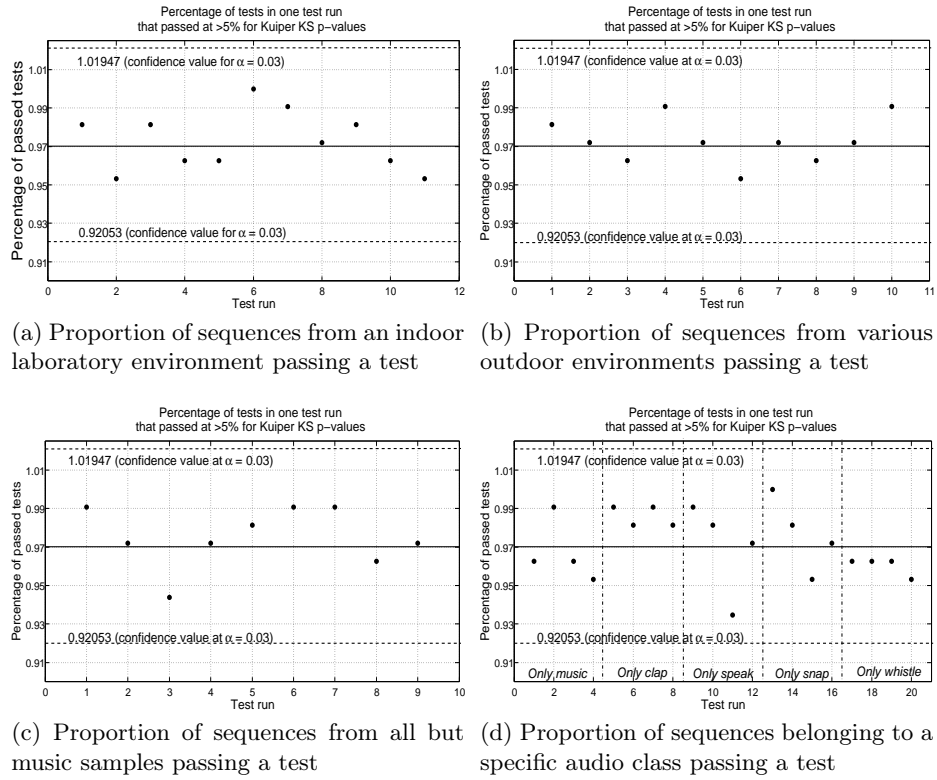 Percentage of tests in one test run
that passed at >5% for Kuiper KS p−values
Percentage of passed tests
1.01
0.99
0.97
0.95
0.93
0.91
1.01947 (confidence value for α = 0.03)
0.92053 (confidence value for α = 0.03)
0 2 4 6 8 10 12
Test run
(a) Proportion of sequences from an indoor
laboratory environment passing a test
Percentage of tests in one test run
that passed at >5% for Kuiper KS p−values
Percentage of passed tests
1.01
0.99
0.97
0.95
0.93
0.91
1.01947 (confidence value at α = 0.03)
0.92053 (confidence value at α = 0.03)
0 1 2 3 4 5 6 7 8 9 10 11
Test run
(b) Proportion of sequences from various
outdoor environments passing a test
Percentage of tests in one test run
that passed at >5% for Kuiper KS p−values
Percentage of passed tests
1.01
0.99
0.97
0.95
0.93
0.91
1.01947 (confidence value at α = 0.03)
0.92053 (confidence value at α = 0.03)
0 1 2 3 4 5 6 7 8 9 10
Test run
(c) Proportion of sequences from all but
music samples passing a test
Percentage of tests in one test run
that passed at >5% for Kuiper KS p−values
Percentage of passed tests
1.01
0.99
0.97
0.95
0.93
0.91
1.01947 (confidence value at α = 0.03)
0.92053 (confidence value at α = 0.03)
Only music Only clap Only speak Only snap Only whistle
0 2 4 6 8 10 12 14 16 18 20
Test run
(d) Proportion of sequences belonging to a
specific audio class passing a test